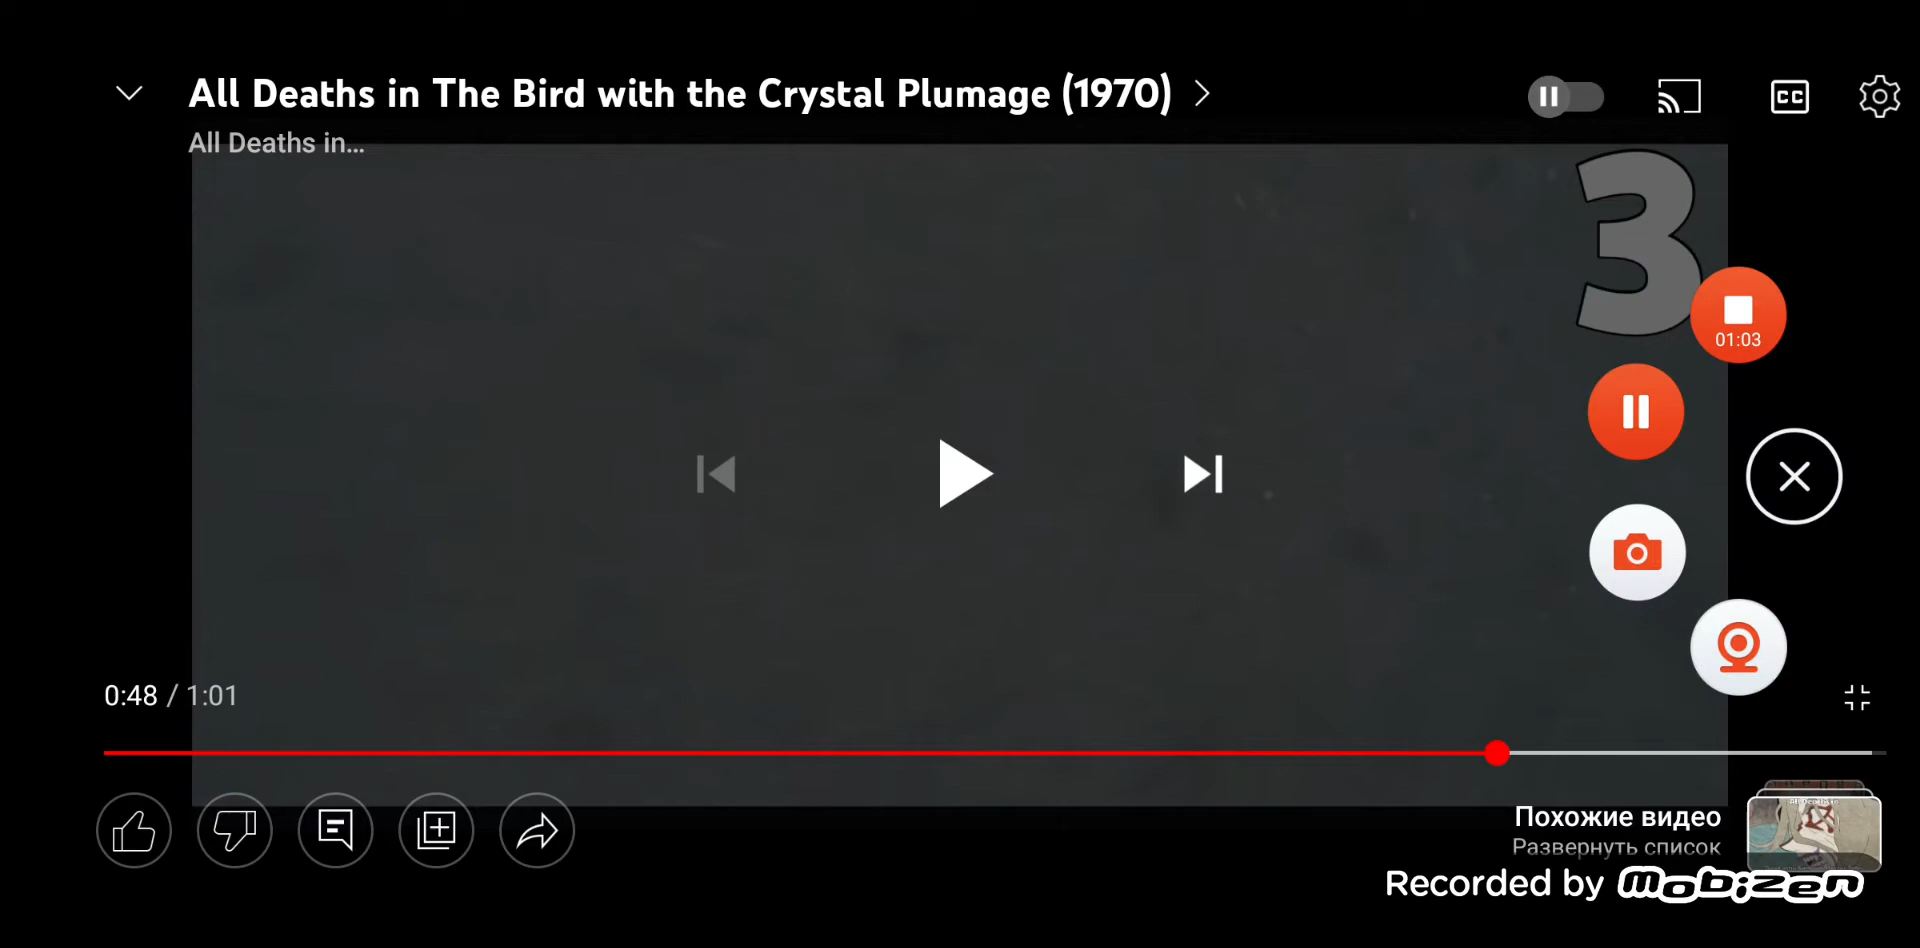 All Deaths in The Bird with the Crystal Plumage (1970)
All Deaths in...
CC
3
01:03
0:48 / 1:01
Похожие видео
Развернуть список
Recorded by Mobizen